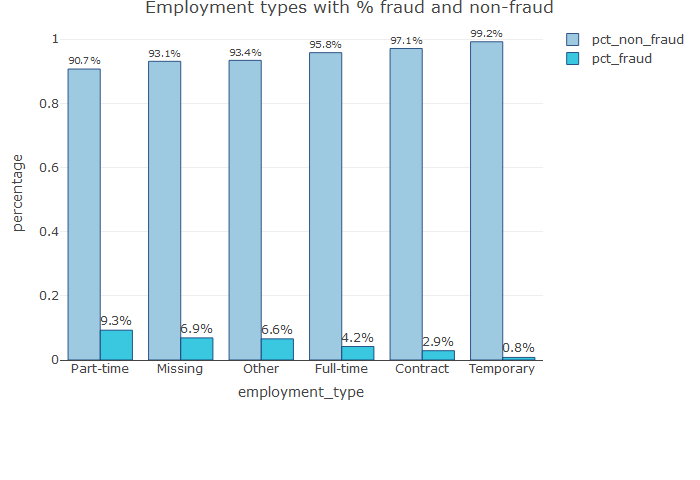 Employment types with % fraud and non-fraud
pct_non_fraud
pct_fraud
1
0.8
0.6
0.4
0.2
0
percentage
90.7%
93.1%
93.4%
95.8%
97.1%
99.2%
9.3%
6.9%
6.6%
4.2%
2.9%
0.8%
Part-time
Missing
Other
Full-time
Contract
Temporary
employment_type